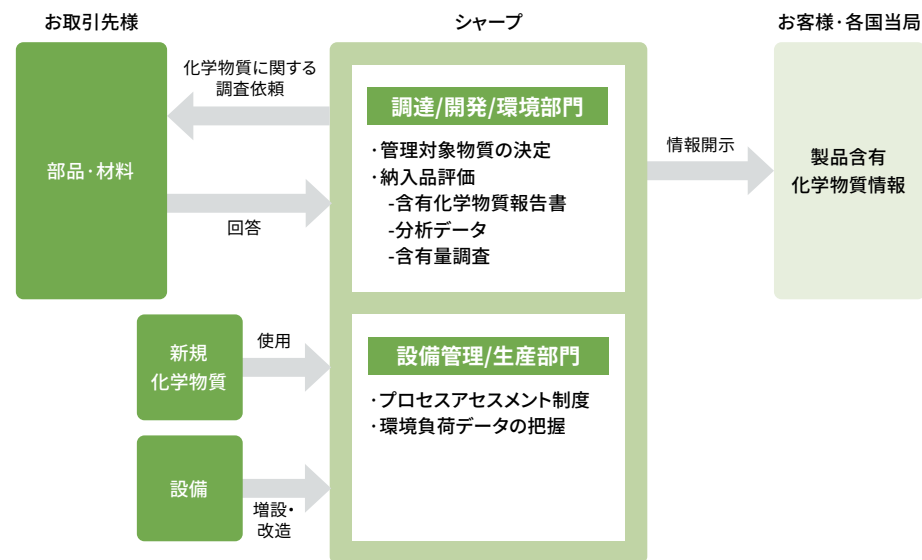 お取引先様
シャープ
お客様・各国当局
化学物質に関する
調査依頼
部品・材料
回答
調達/開発/環境部門
・管理対象物質の決定
・納入品評価
-含有化学物質報告書
-分析データ
-含有量調査
情報開示
製品含有
化学物質情報
新規
化学物質
使用
設備管理/生産部門
・プロセスアセスメント制度
・環境負荷データの把握
設備
増設・
改造